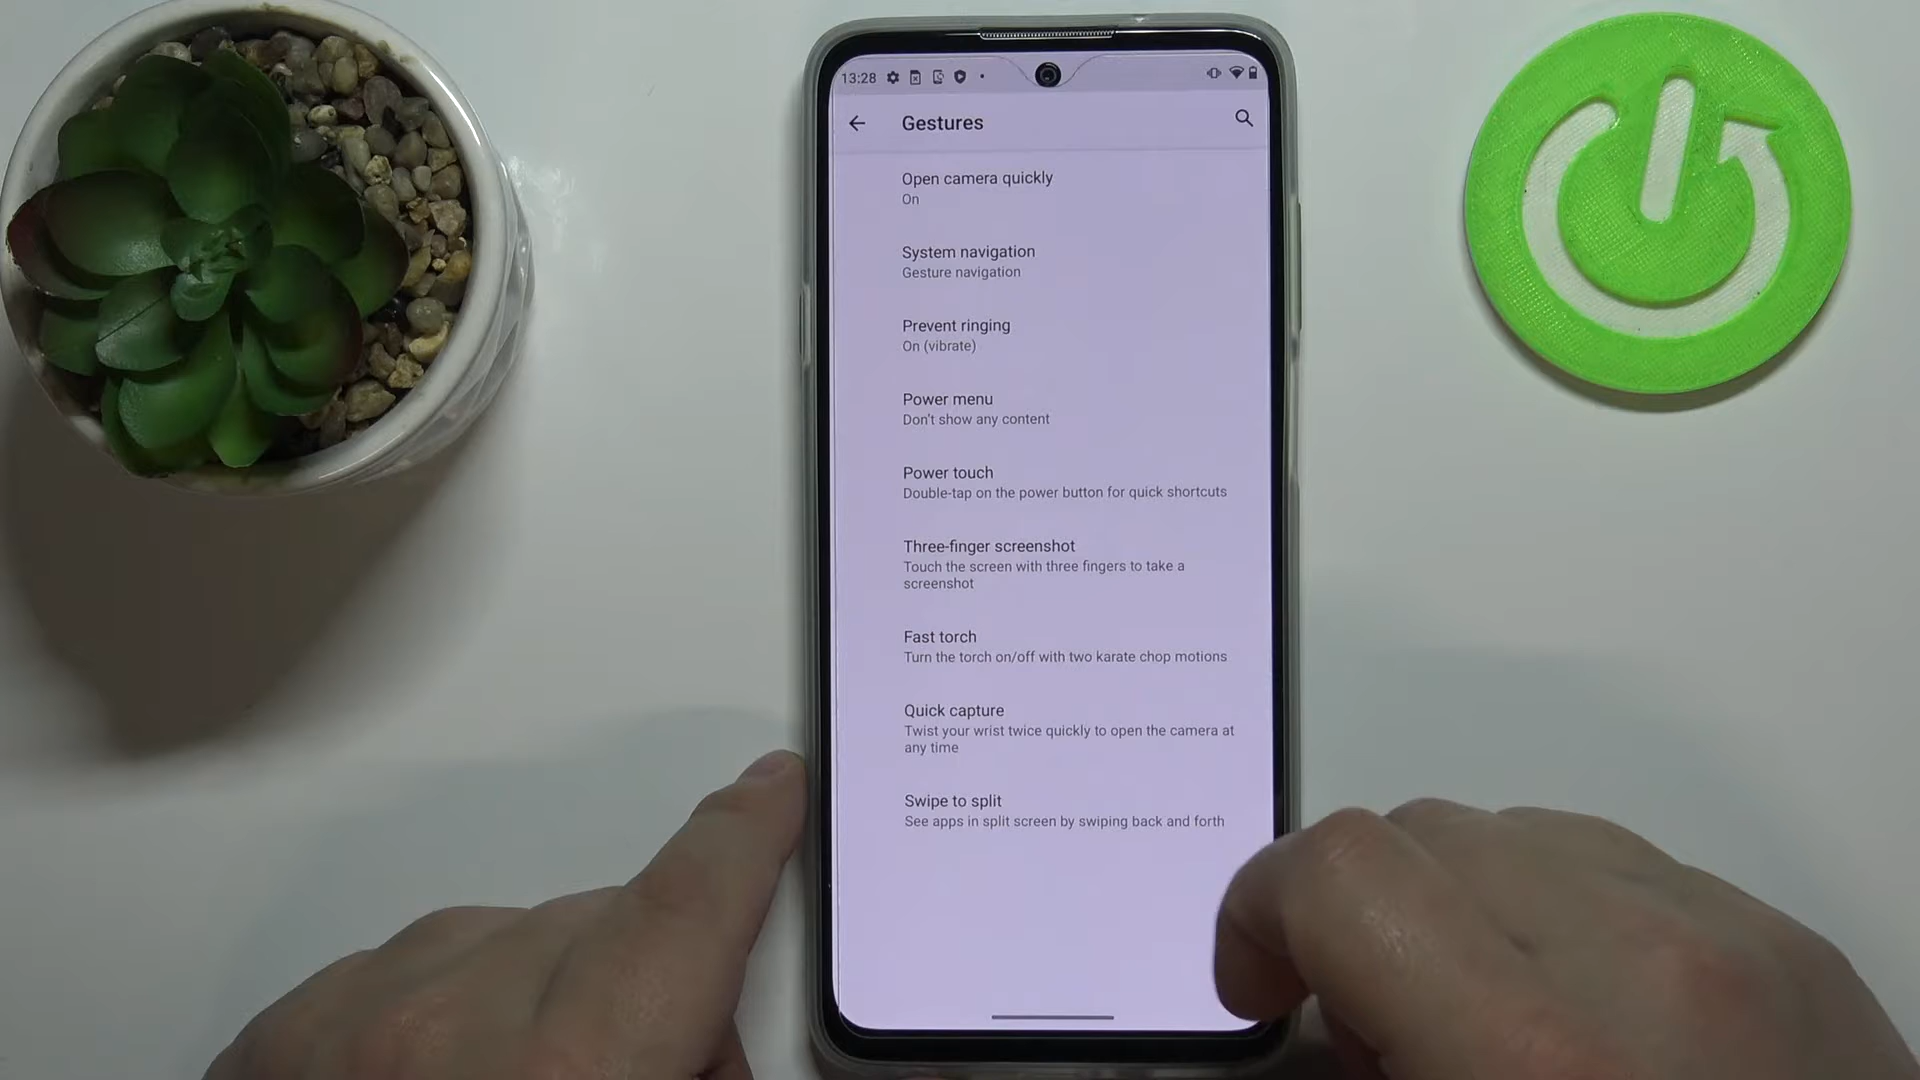 13:28
Gestures
Open camera quickly
On
System navigation
Gesture navigation
Prevent ringing
On (vibrate)
Power menu
Don't show any content
Power touch
Double-tap on the power button for quick shortcuts
Three-finger screenshot
Touch the screen with three fingers to take a
screenshot
Fast torch
Turn the torch on/off with two karate chop motions
Quick capture
Twist your wrist twice quickly to open the camera at
any time
Swipe to split
See apps in split screen by swiping back and forth